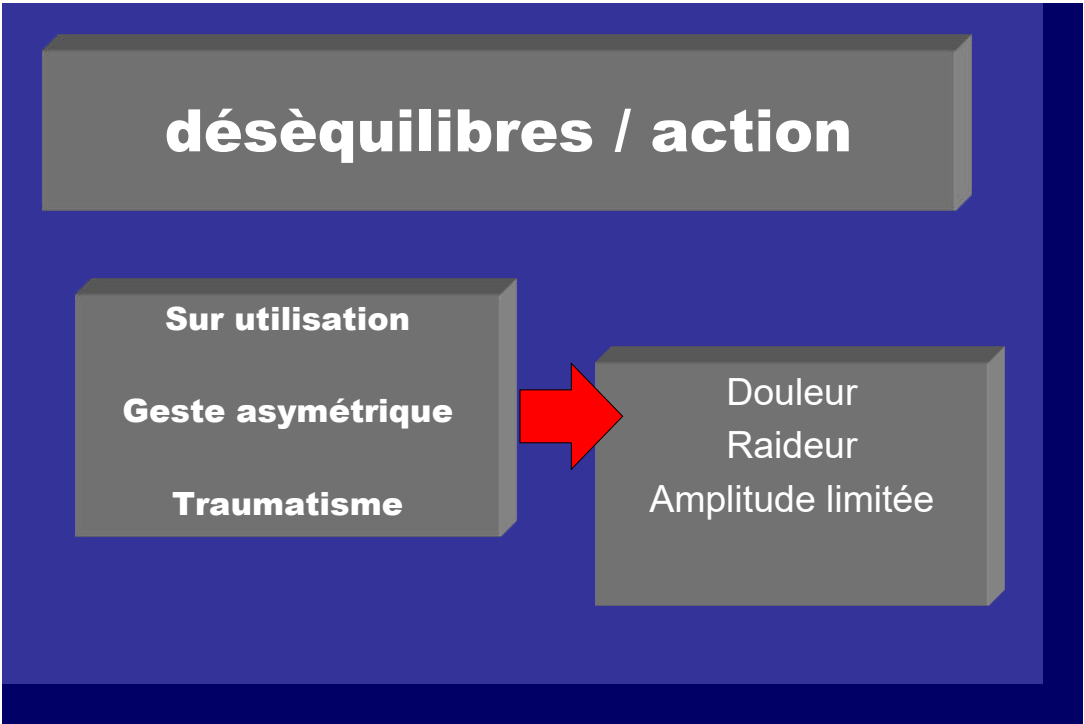 désèquilibres / action
Sur utilisation
Geste asymétrique
Traumatisme
Douleur
Raideur
Amplitude limitée